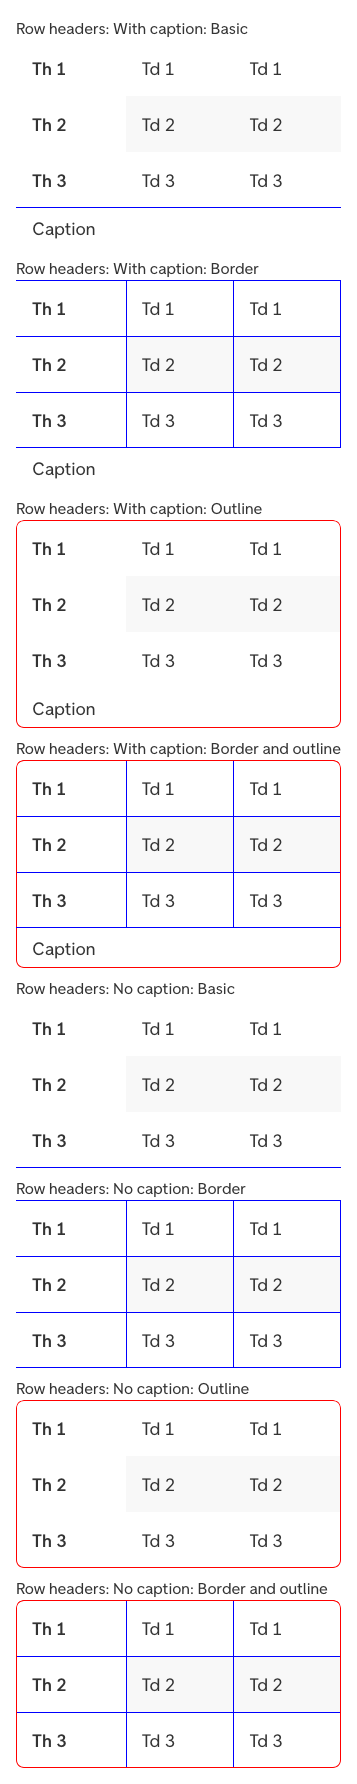 Row headers: With caption: Basic
Th 1 Td 1 Td 1
Th 2 Td 2 Td 2
Th 3 Td 3 Td 3
Caption
Row headers: With caption: Border
Th 1 Td 1 Td 1
Th 2 Td 2 Td 2
Th 3 Td 3 Td 3
Caption
Row headers: With caption: Outline
Th 1 Td 1 Td 1
Th 2 Td 2 Td 2
Th 3 Td 3 Td 3
Caption
Row headers: With caption: Border and outline
Th 1 Td 1 Td 1
Th 2 Td 2 Td 2
Th 3 Td 3 Td 3
Caption
Row headers: No caption: Basic
Th 1 Td 1 Td 1
Th 2 Td 2 Td 2
Th 3 Td 3 Td 3
Row headers: No caption: Border
Th 1 Td 1 Td 1
Th 2 Td 2 Td 2
Th 3 Td 3 Td 3
Row headers: No caption: Outline
Th 1 Td 1 Td 1
Th 2 Td 2 Td 2
Th 3 Td 3 Td 3
Row headers: No caption: Border and outline
Th 1 Td 1 Td 1
Th 2 Td 2 Td 2
Th 3 Td 3 Td 3